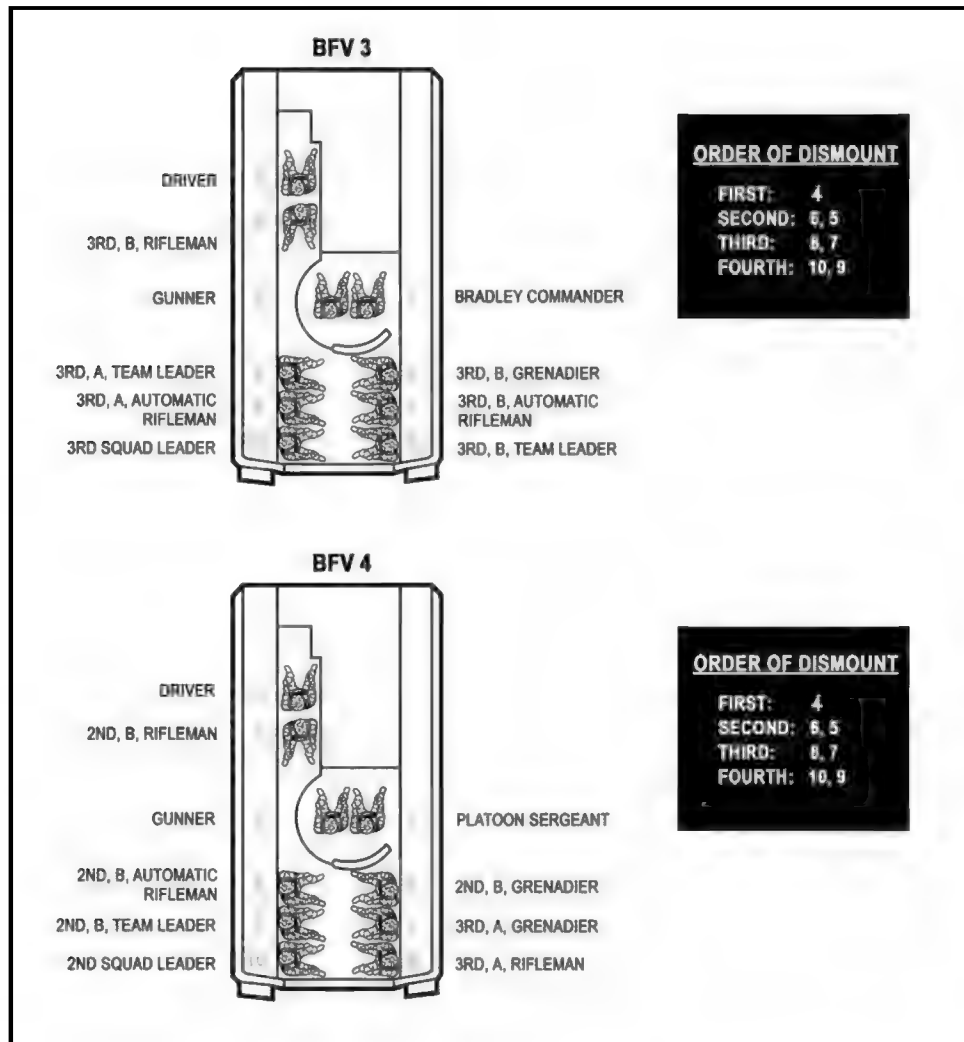 BFV 3
DRIVER
3RD, B, RIFLEMAN
GUNNER
BRADLEY COMMANDER
3RD, A, TEAM LEADER
3RD, A, AUTOMATIC
RIFLEMAN
3RD SQUAD LEADER
3RD, B, GRENADIER
3RD, B, AUTOMATIC
RIFLEMAN
3RD, B, TEAM LEADER
ORDER OF DISMOUNT
FIRST: 4
SECOND: 6, 5
THIRD: 8, 7
FOURTH: 10, 9
BFV 4
DRIVER
2ND, B, RIFLEMAN
GUNNER
PLATOON SERGEANT
2ND, B, AUTOMATIC
RIFLEMAN
2ND, B, TEAM LEADER
2ND SQUAD LEADER
2ND, B, GRENADIER
3RD, A, GRENADIER
3RD, A, RIFLEMAN
ORDER OF DISMOUNT
FIRST: 4
SECOND: 6, 5
THIRD: 8, 7
FOURTH: 10, 9